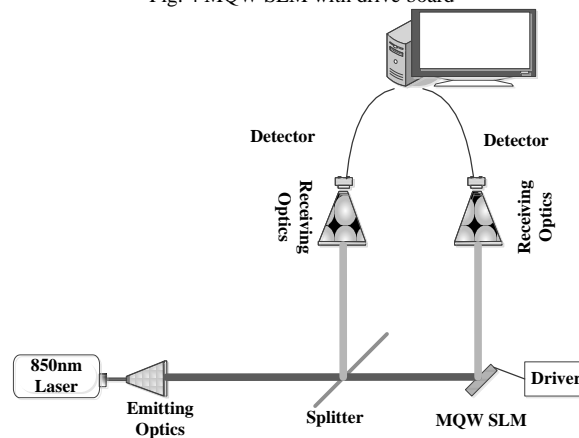 Fig. 4 MQW SLM with drive board
Detector
Detector
Receiving
Optics
Receiving
Optics
850nm
Laser
Emitting
Optics
Splitter
MQW SLM
Driver